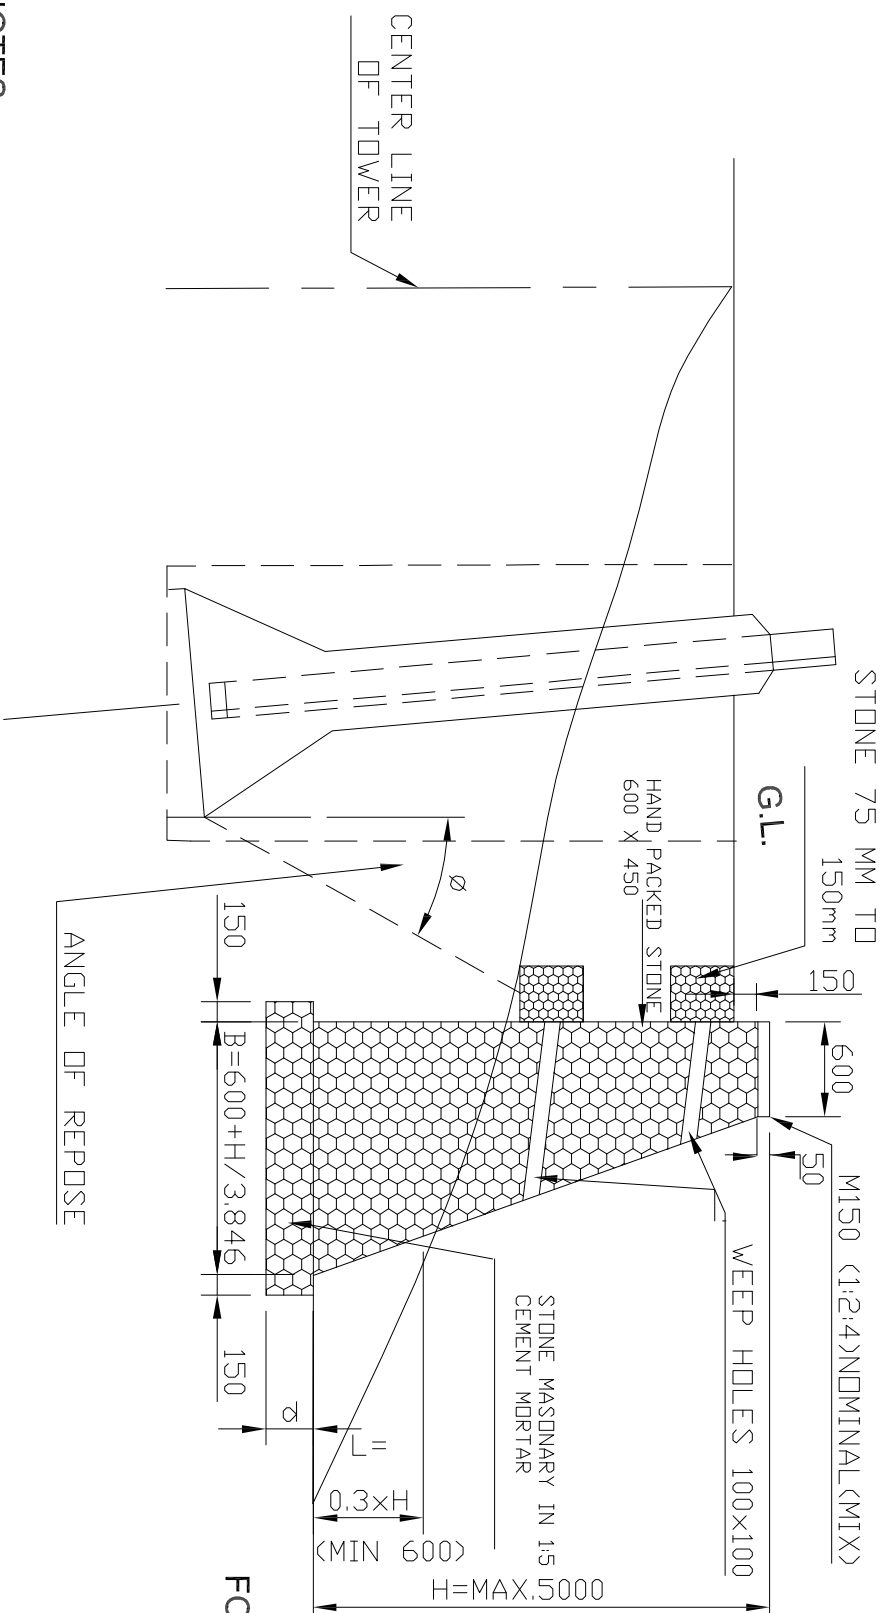 CENTER LINE
OF TOWER
STONE 75 MM TO
150mm
G.L.
HAND PACKED STONE
600 X 450
150
600
50
M150 (1:2:4)NOMINAL(MIX)
WEEP HOLES 100x100
STONE MASONARY IN 1:5
CEMENT MORTAR
Ø
ANGLE OF REPOSE
150
B=600+H/3.846
150
d
L=
0.3xH
(MIN 600)
H=MAX.5000